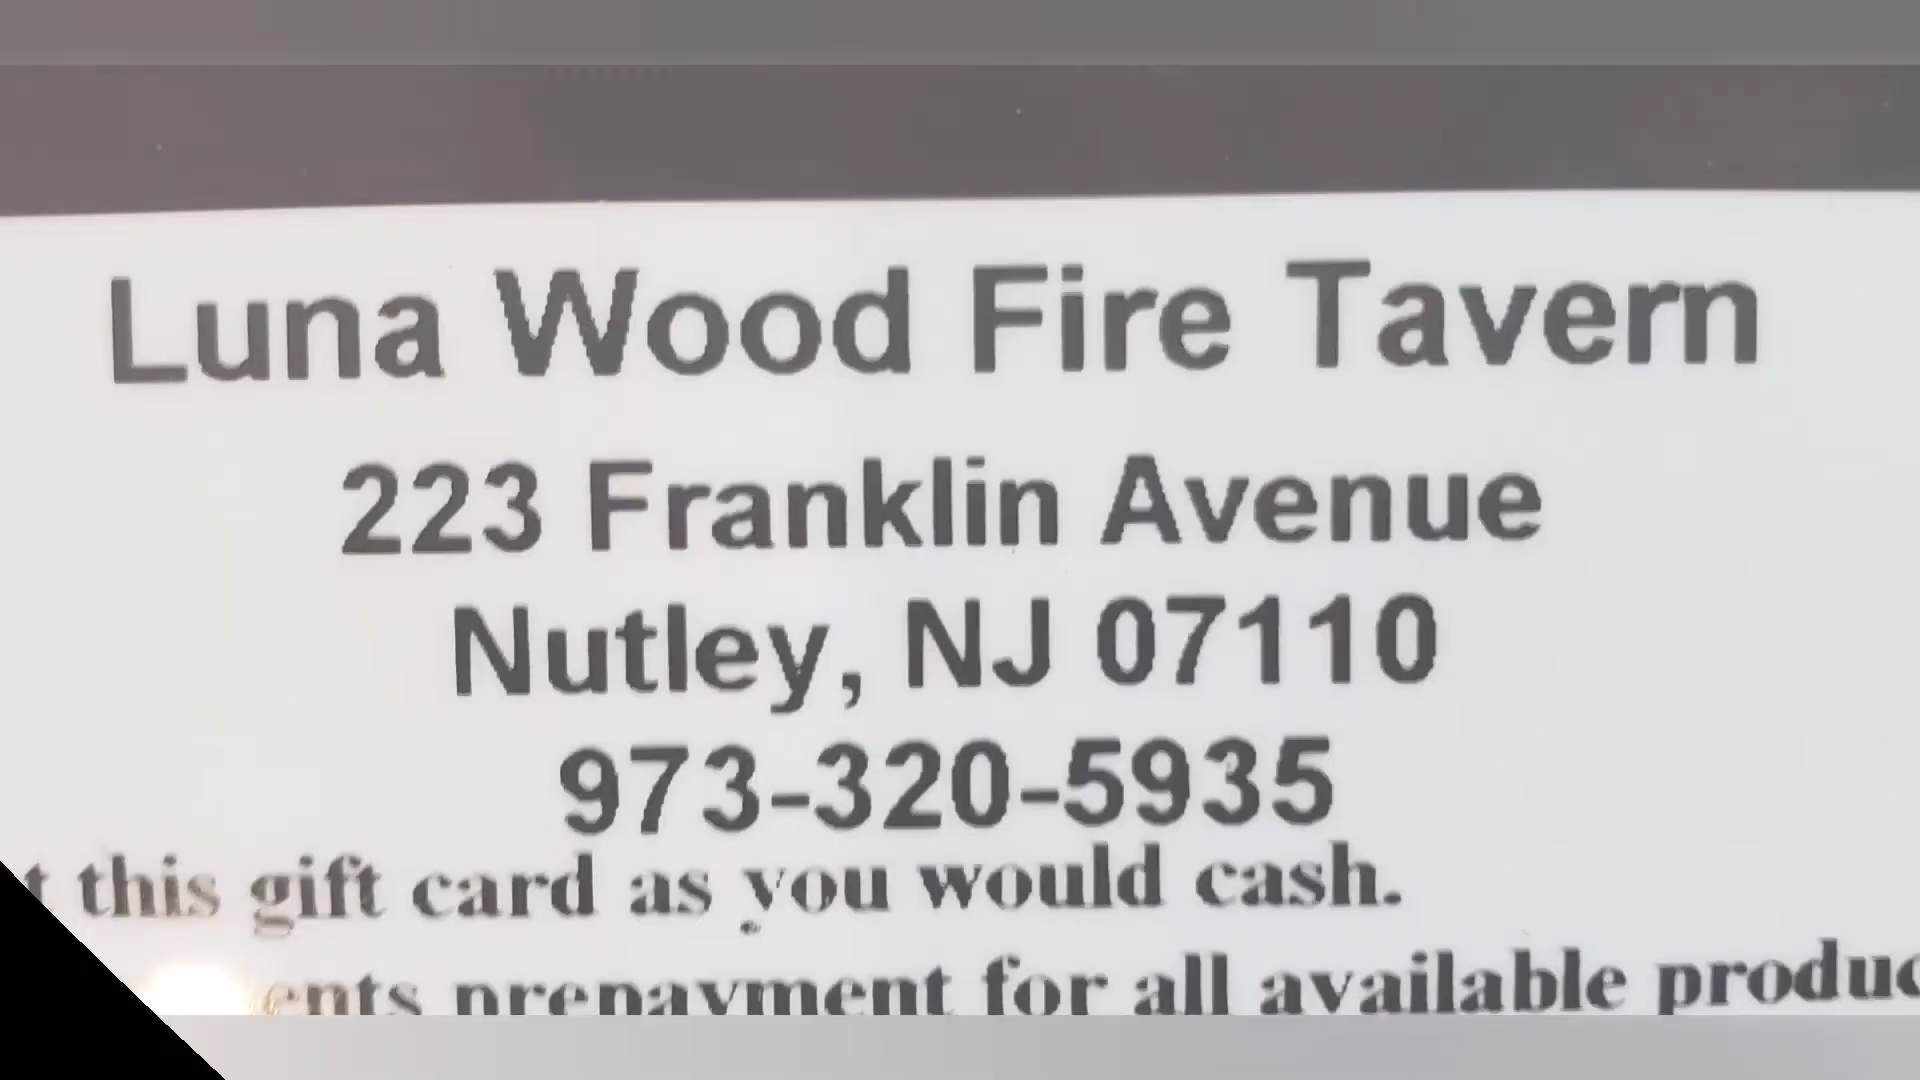 Luna Wood Fire Tavern
223 Franklin Avenue
Nutley, NJ 07110
973-320-5935
this gift card as you would cash.
prepayment for all available